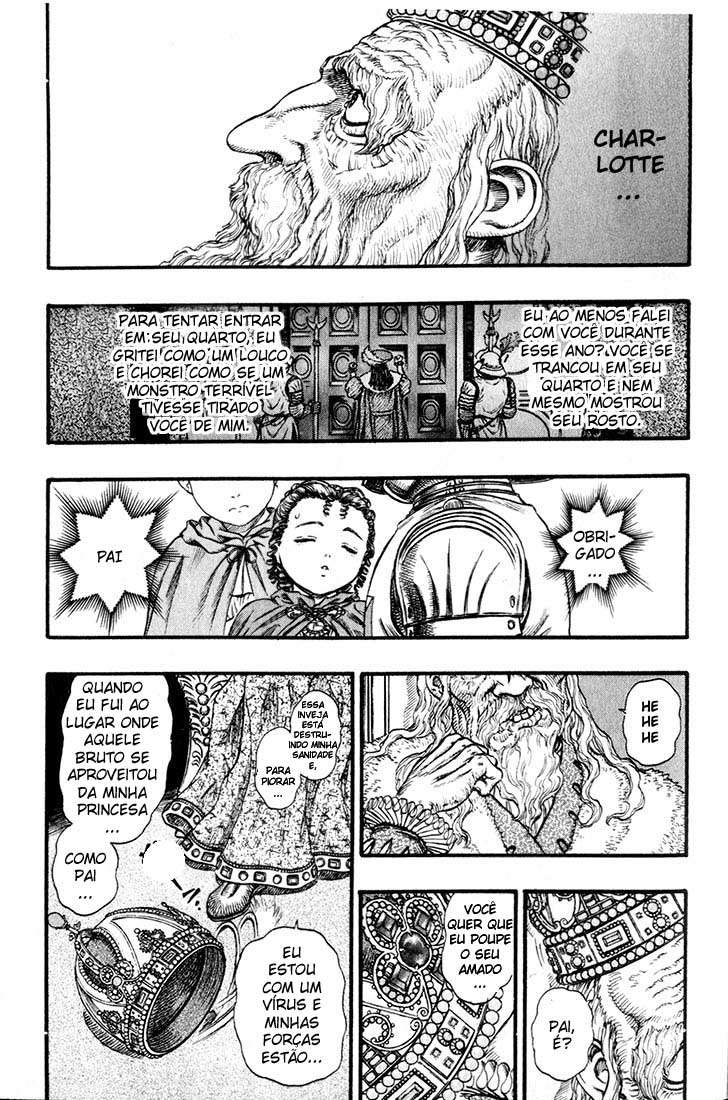 CHAR-
LOTTE
...
EU AO MENOS FALEI
COM VOCÊ DURANTE
ESSE ANO? VOCÊ SE
TRANCOU EM SEU
QUARTO E NEM
MESMO MOSTROU
SEU ROSTO.
PARA TENTAR ENTRAR
EM SEU QUARTO, EU
GRITEI COMO UM LOUCO
E CHOREI COMO SE UM
MONSTRO TERRÍVEL
TIVESSE TIRADO
VOCÊ DE MIM.
OBRI-
GADO
...
PAI
HE
HE
HE
PAI,
É?
VOCÊ
QUER QUE
EU POUPE O
SEU AMADO
...
ESSA
INVEJA
ESTÁ
DESTRU-
INDO MINHA
SANIDADE
E,
PARA
PIORAR
...
QUANDO
EU FUI AO
LUGAR ONDE
AQUELE
BRUTO SE
APROVEITOU
DA MINHA
PRINCESA
...
COMO
PAI
...
EU
ESTOU
COM UM
VÍRUS E
MINHAS
FORÇAS
ESTÃO...